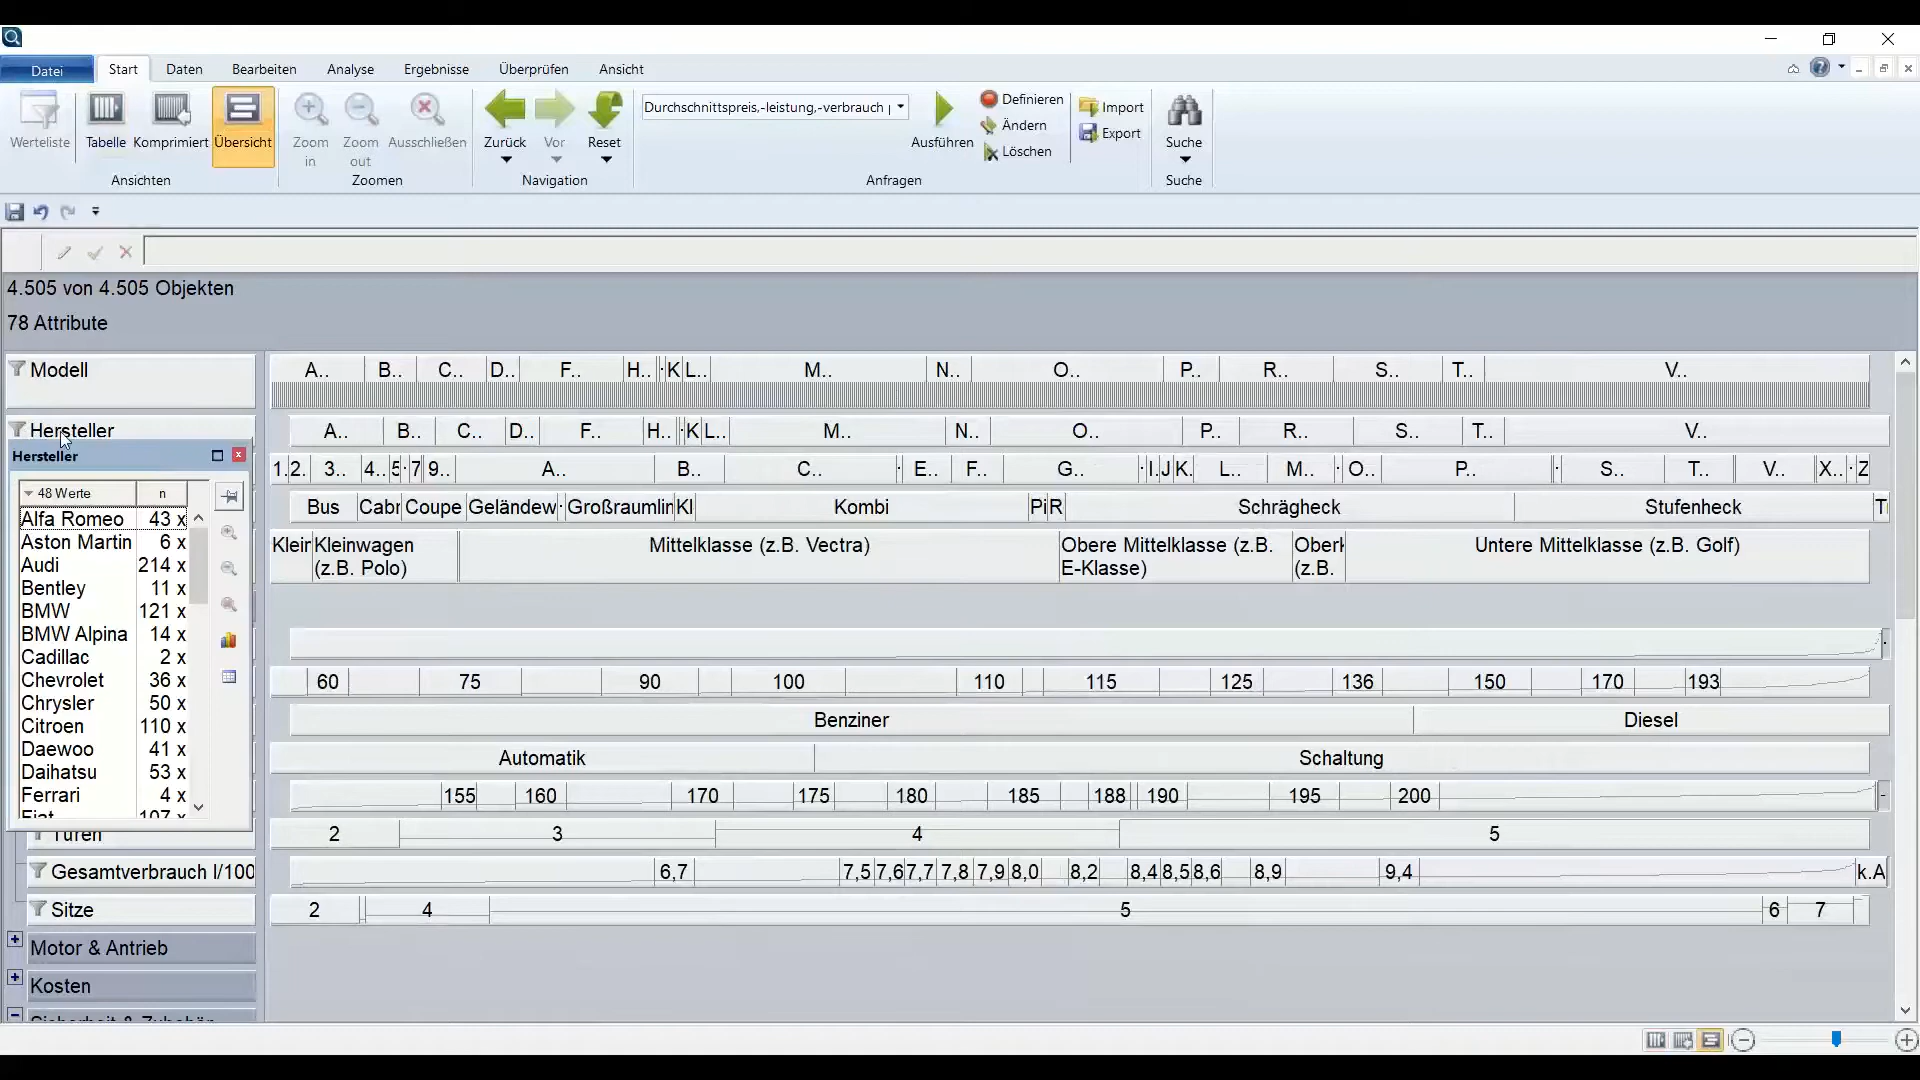 Datei Start Daten Bearbeiten Analyse Ergebnisse Überprüfen Ansicht
Werteliste Tabelle Komprimiert Übersicht Zoom in Zoom out Ausschließen Zurück Vor Reset Durchschnittspreis,-leistung,-verbrauch Ausführen Definieren Ändern Löschen Import Export Suche
Ansichten Zoomen Navigation Anfragen Suche
4.505 von 4.505 Objekten
78 Attribute
Modell A.. B.. C.. D.. F.. H.. K L.. M.. N.. O.. P.. R.. S.. T.. V..
Hersteller A.. B.. C.. D.. F.. H.. K L.. M.. N.. O.. P.. R.. S.. T.. V..
Hersteller
48 Werte n
Alfa Romeo 43 x
Aston Martin 6 x
Audi 214 x
Bentley 11 x
BMW 121 x
BMW Alpina 14 x
Cadillac 2 x
Chevrolet 36 x
Chrysler 50 x
Citroen 110 x
Daewoo 41 x
Daihatsu 53 x
Ferrari 4 x
Fiat 107 x
1. 2. 3.. 4.. 5 7 9.. A.. B.. C.. E.. F.. G.. I. J K. L.. M.. O.. P.. S.. T.. V.. X.. Z
Bus Cabr Coupe Geländew Großraumlin Kl Kombi Pi R Schrägheck Stufenheck
Klein Kleinwagen (z.B. Polo) Mittelklasse (z.B. Vectra) Obere Mittelklasse (z.B. E-Klasse) Oberk (z.B. Untere Mittelklasse (z.B. Golf)
60 75 90 100 110 115 125 136 150 170 193
Benziner Diesel
Automatik Schaltung
155 160 170 175 180 185 188 190 195 200
Türen 2 3 4 5
Gesamtverbrauch l/100 6,7 7,5 7,6 7,7 7,8 7,9 8,0 8,2 8,4 8,5 8,6 8,9 9,4 k.A
Sitze 2 4 5 6 7
Motor & Antrieb
Kosten
Sicherheit & Zubehör